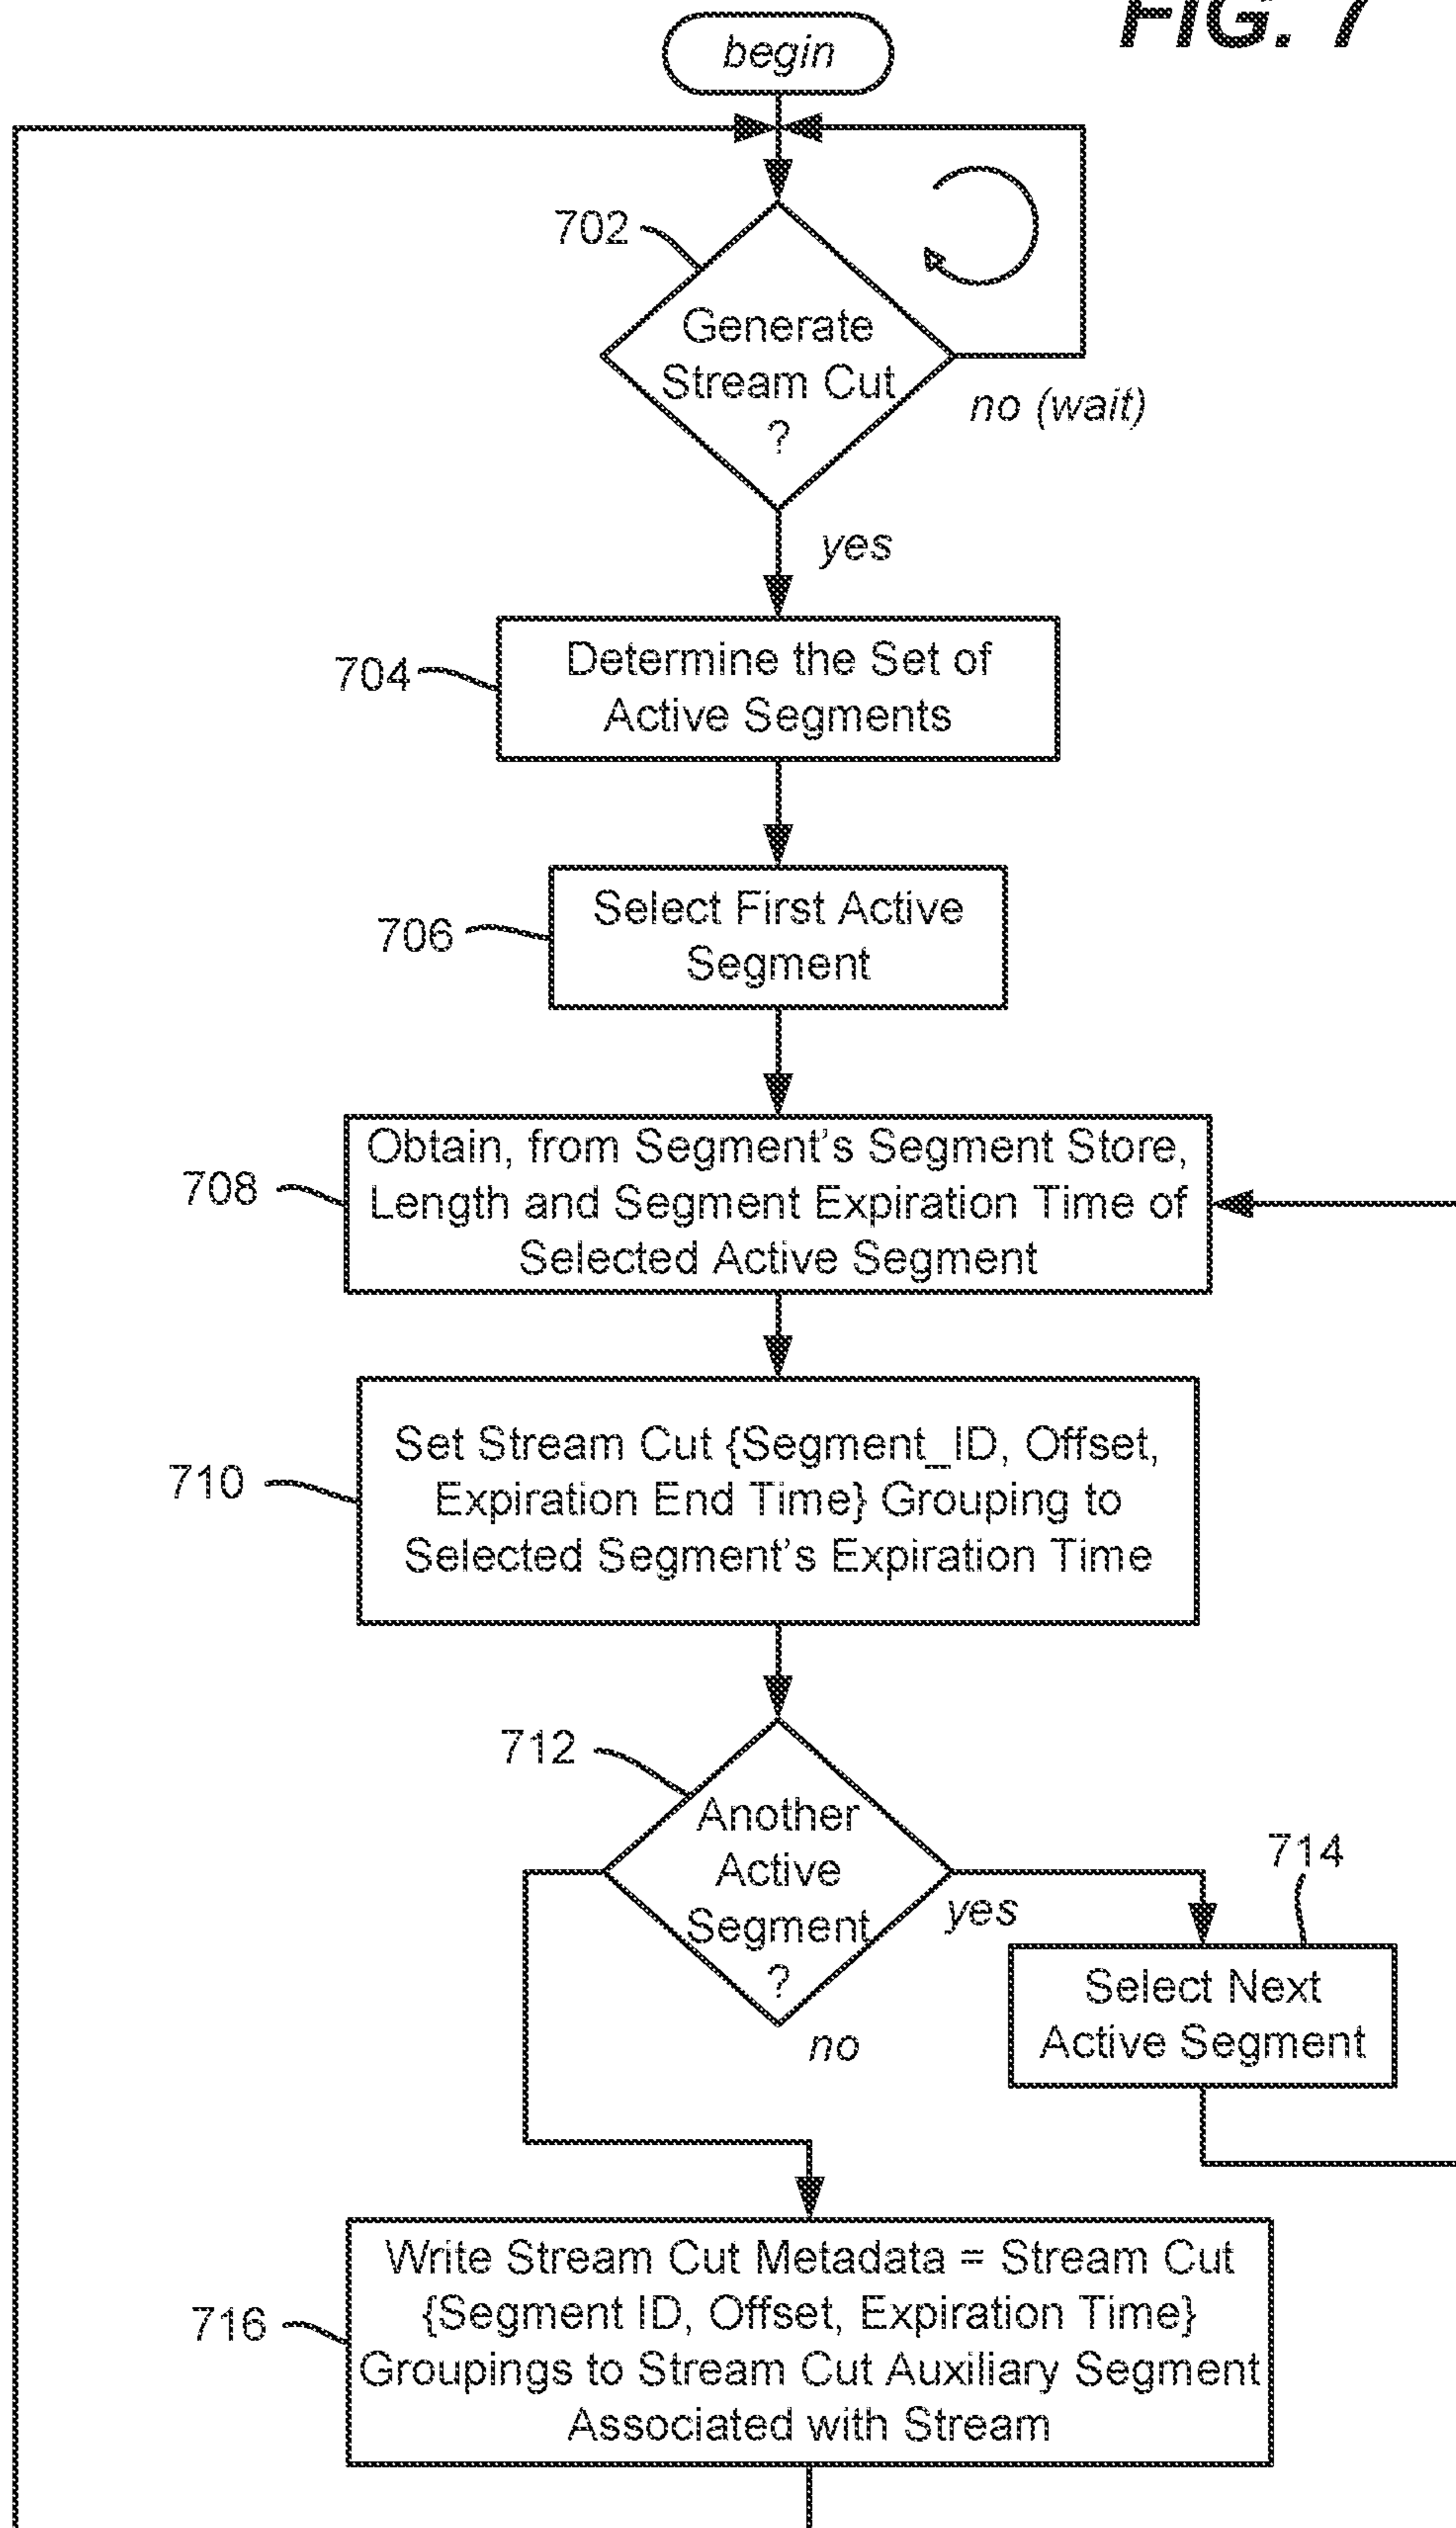 FIG. 7
begin
702
Generate
Stream Cut
?
no (wait)
yes
704
Determine the Set of
Active Segments
706
Select First Active
Segment
708
Obtain, from Segment's Segment Store,
Length and Segment Expiration Time of
Selected Active Segment
710
Set Stream Cut {Segment_ID, Offset,
Expiration End Time} Grouping to
Selected Segment's Expiration Time
712
Another
Active
Segment
?
yes
no
714
Select Next
Active Segment
716
Write Stream Cut Metadata = Stream Cut
{Segment ID, Offset, Expiration Time}
Groupings to Stream Cut Auxiliary Segment
Associated with Stream